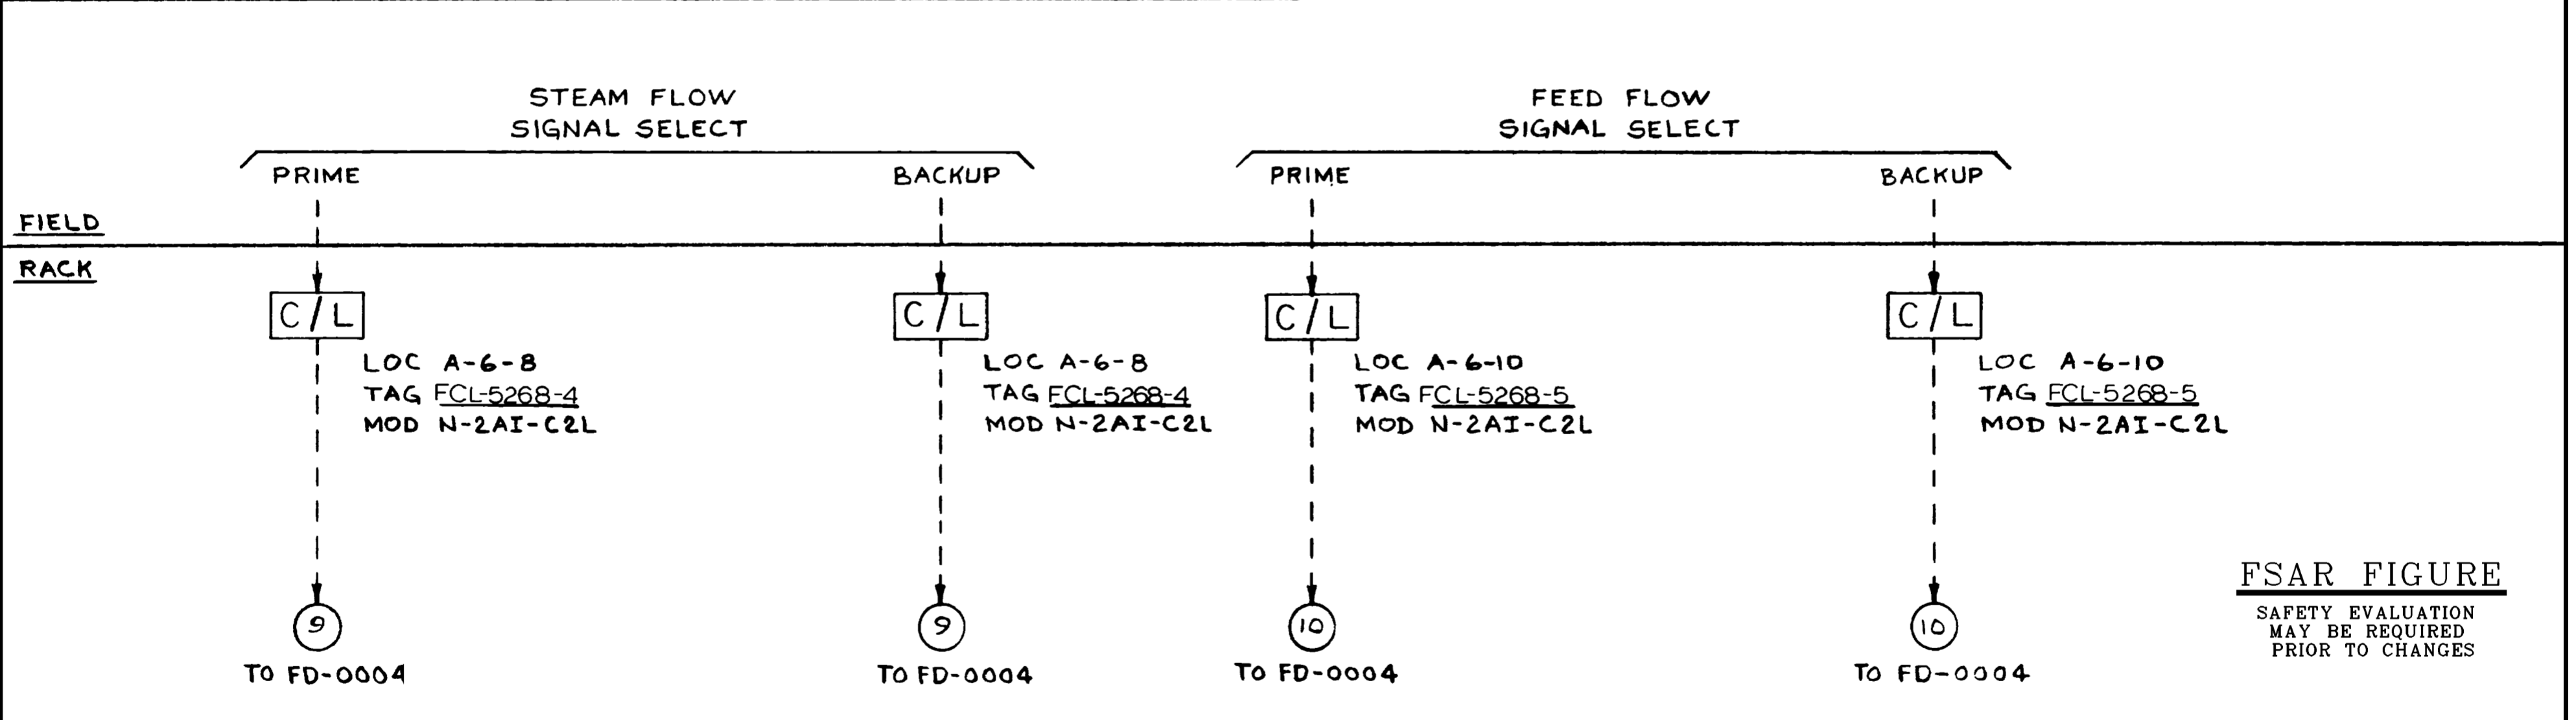 STEAM FLOW
SIGNAL SELECT
FEED FLOW
SIGNAL SELECT
PRIME
BACKUP
PRIME
BACKUP
FIELD
RACK
C/L
C/L
C/L
C/L
LOC A-6-8
TAG FCL-5268-4
MOD N-2AI-C2L
LOC A-6-8
TAG FCL-5268-4
MOD N-2AI-C2L
LOC A-6-10
TAG FCL-5268-5
MOD N-2AI-C2L
LOC A-6-10
TAG FCL-5268-5
MOD N-2AI-C2L
9
TO FD-0004
9
TO FD-0004
10
TO FD-0004
10
TO FD-0004
FSAR FIGURE
SAFETY EVALUATION
MAY BE REQUIRED
PRIOR TO CHANGES